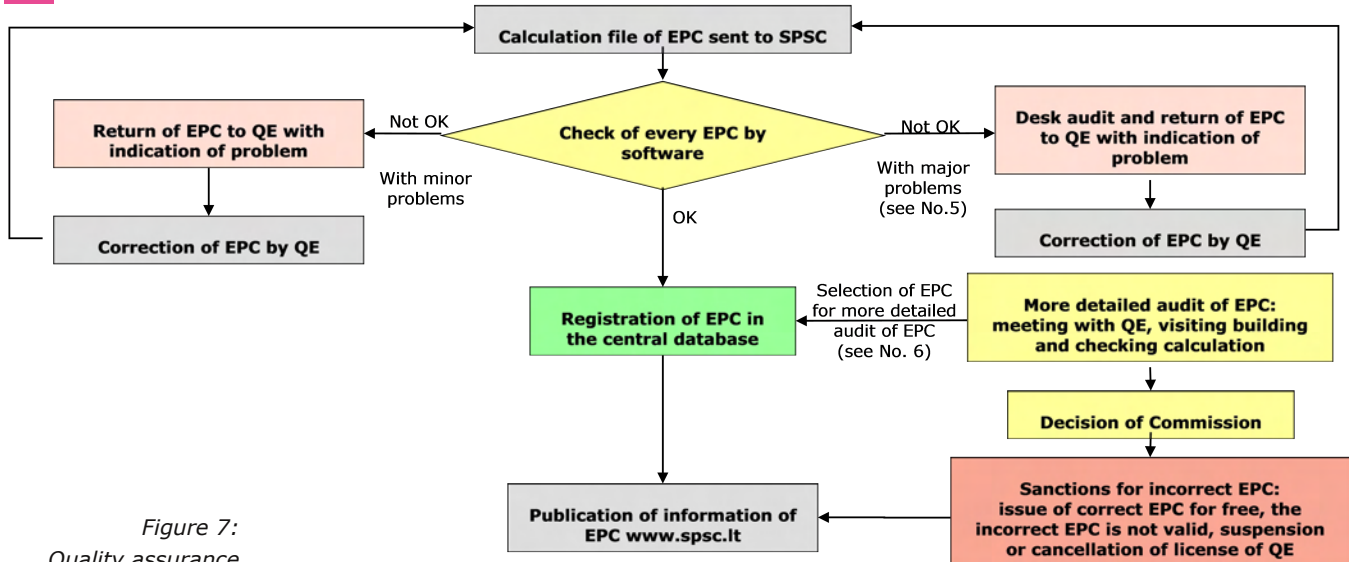 Calculation file of EPC sent to SPSC
Return of EPC to QE with
indication of problem
Not OK
With minor
problems
Correction of EPC by QE
Check of every EPC by
software
OK
Not OK
With major
problems
(see No.5)
Desk audit and return of EPC
to QE with indication of
problem
Correction of EPC by QE
Registration of EPC in
the central database
Selection of EPC
for more detailed
audit of EPC
(see No. 6)
More detailed audit of EPC:
meeting with QE, visiting building
and checking calculation
Decision of Commission
Sanctions for incorrect EPC:
issue of correct EPC for free, the
incorrect EPC is not valid, suspension
or cancellation of license of QE
Publication of information of
EPC www.spsc.lt
Figure 7:
Quality assurance